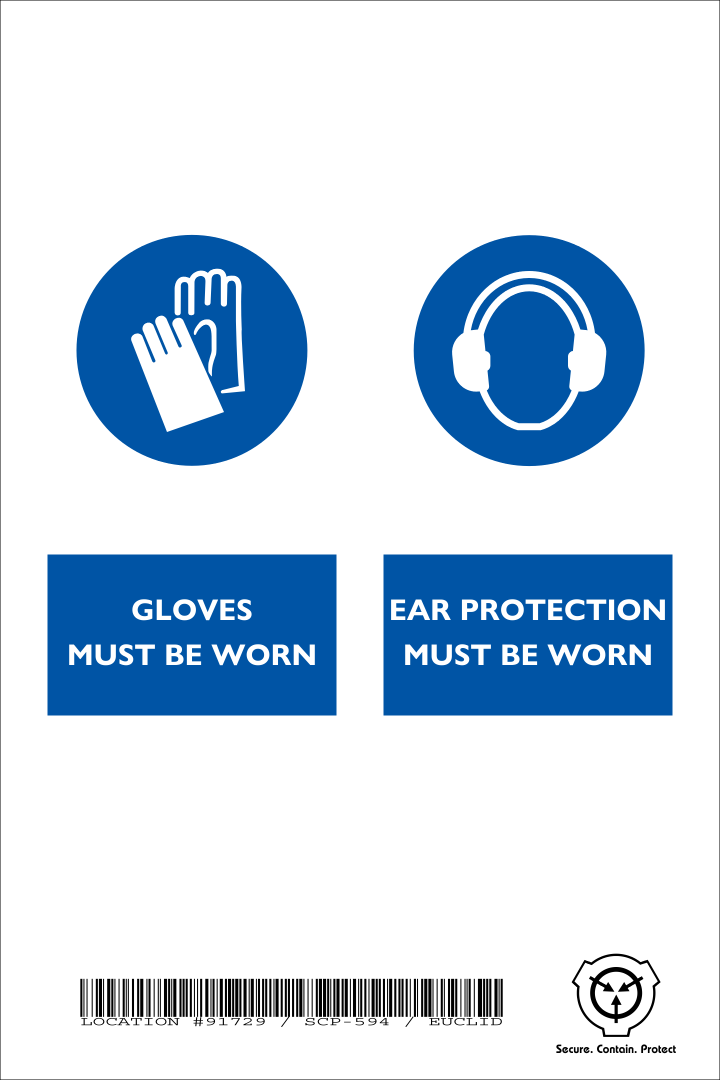 GLOVES
MUST BE WORN
EAR PROTECTION
MUST BE WORN
LOCATION #91729 / SCP-594 / EUCLID
Secure. Contain. Protect